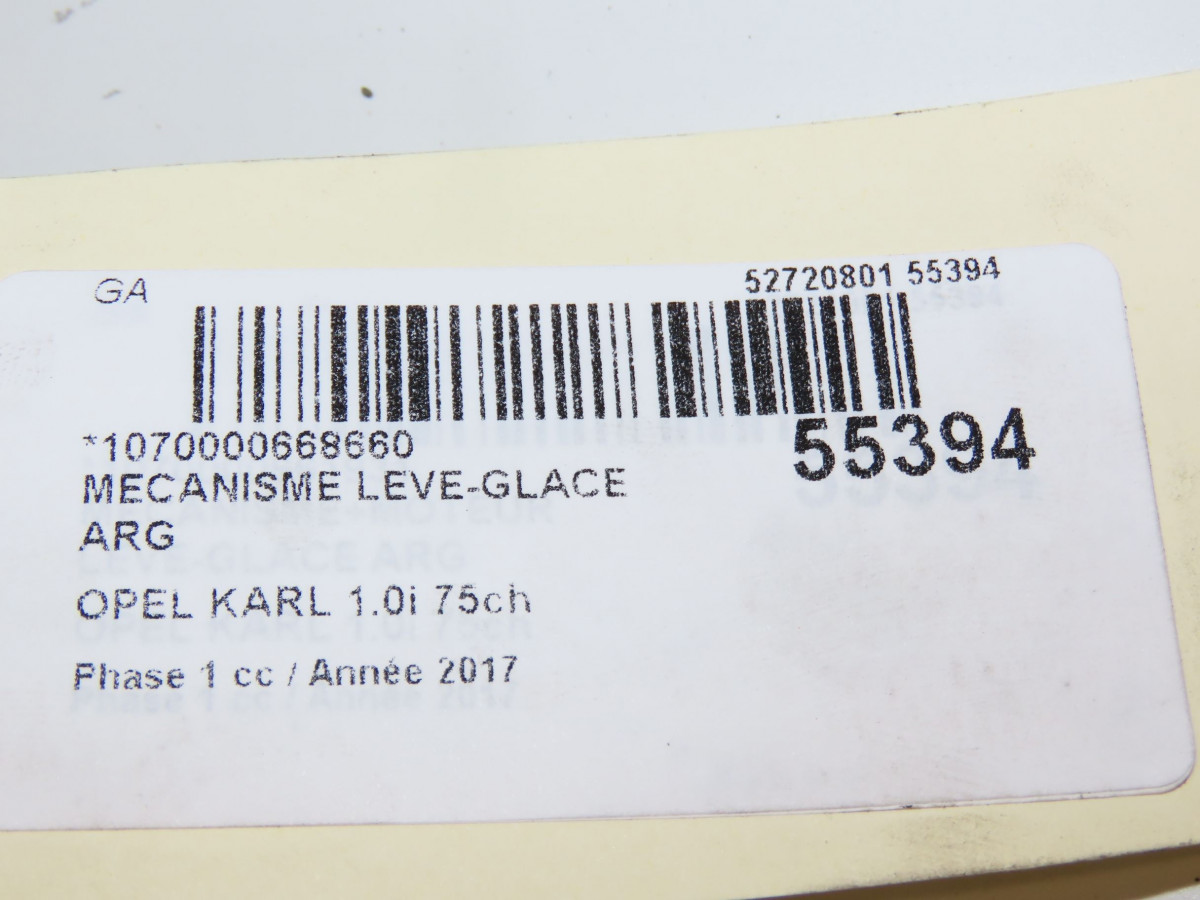 GA
52720801 55394
*1070000668660
55394
MECANISME LEVE-GLACE
ARG
OPEL KARL 1.0i 75ch
Phase 1 cc / Année 2017